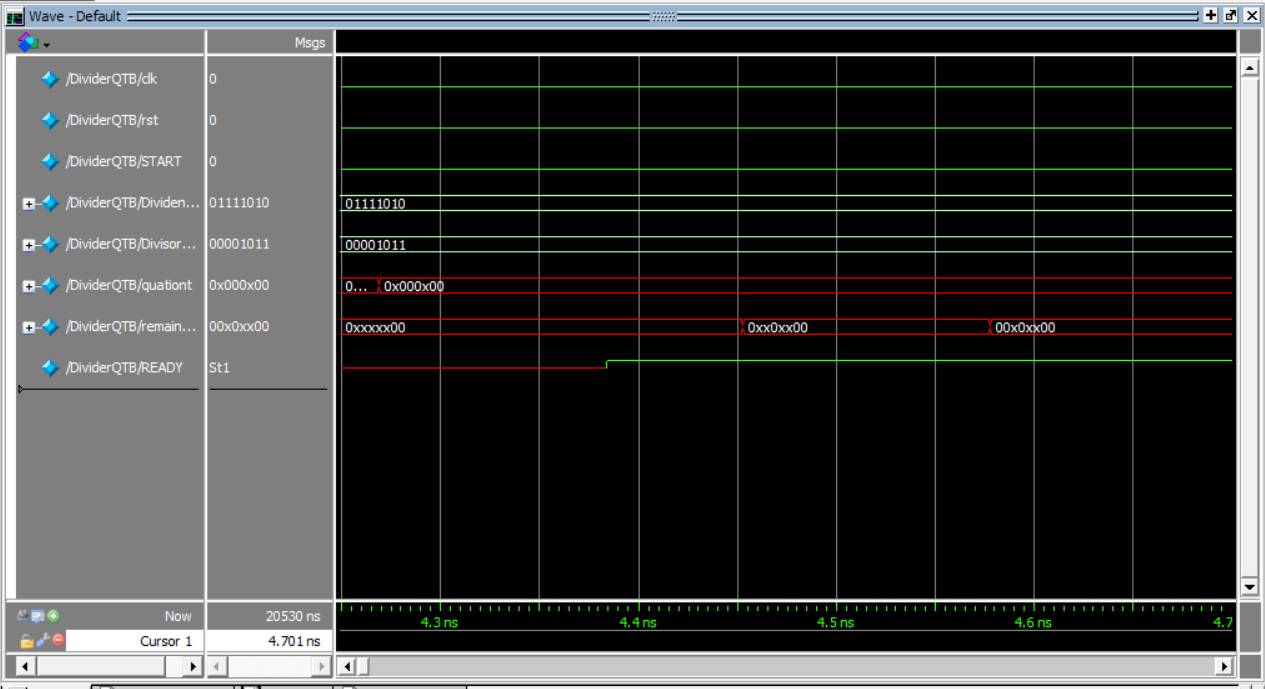 Wave - Default
Msgs
/DividerQTB/clk 0
/DividerQTB/rst 0
/DividerQTB/START 0
/DividerQTB/Dividen... 01111010 01111010
/DividerQTB/Divisor... 00001011 00001011
/DividerQTB/quationt 0x000x00 0... 0x000x00
/DividerQTB/remain... 00x0xx00 0xxxxx00 0xx0xx00 00x0xx00
/DividerQTB/READY St1
Now 20530 ns
4.3 ns 4.4 ns 4.5 ns 4.6 ns 4.7
Cursor 1 4.701 ns